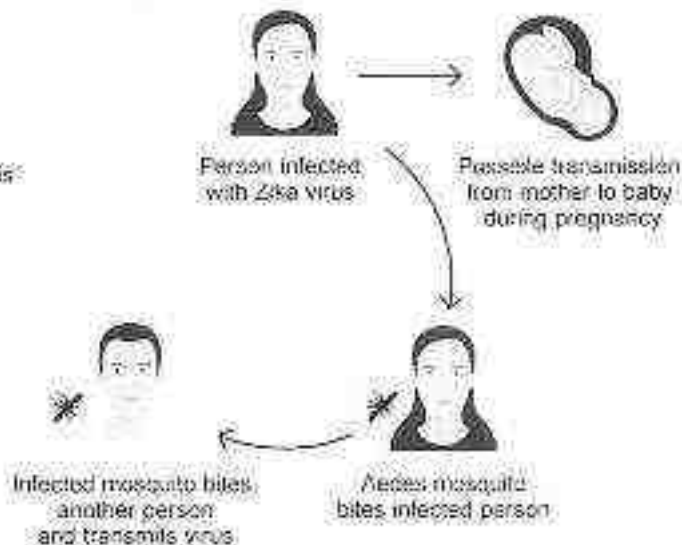 Person infected
with Zika virus
Possible transmission
from mother to baby
during pregnancy
Aedes mosquito
bites infected person
Infected mosquito bites
another person
and transmits virus